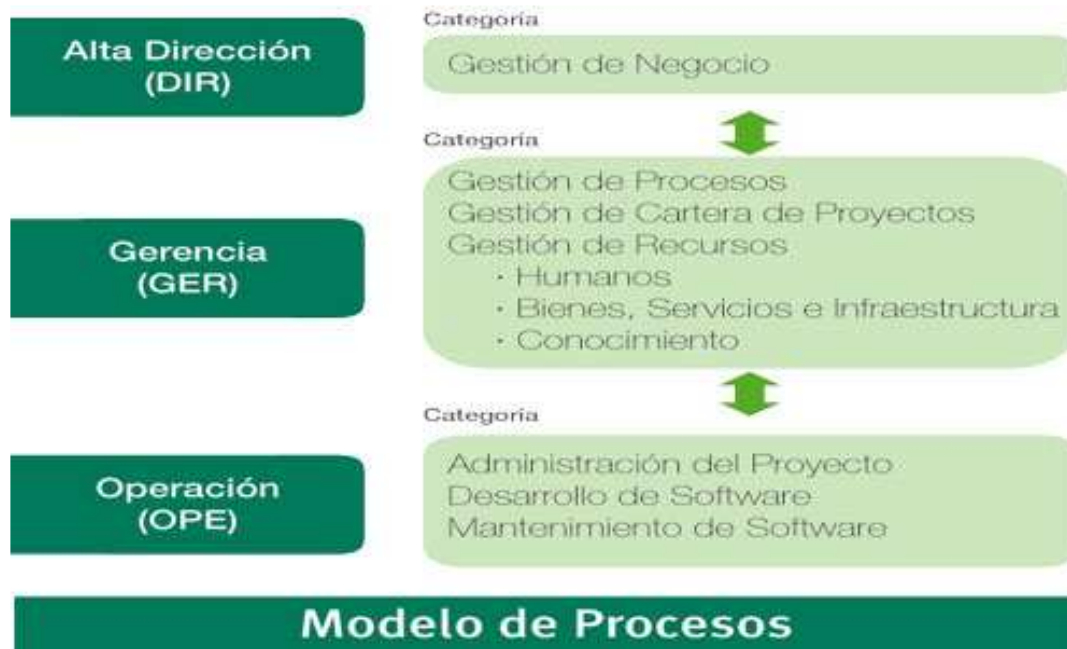 Alta Dirección
(DIR)
Categoría
Gestión de Negocio
Gerencia
(GER)
Categoría
Gestión de Procesos
Gestión de Cartera de Proyectos
Gestión de Recursos
· Humanos
· Bienes, Servicios e Infraestructura
· Conocimiento
Operación
(OPE)
Categoría
Administración del Proyecto
Desarrollo de Software
Mantenimiento de Software
Modelo de Procesos